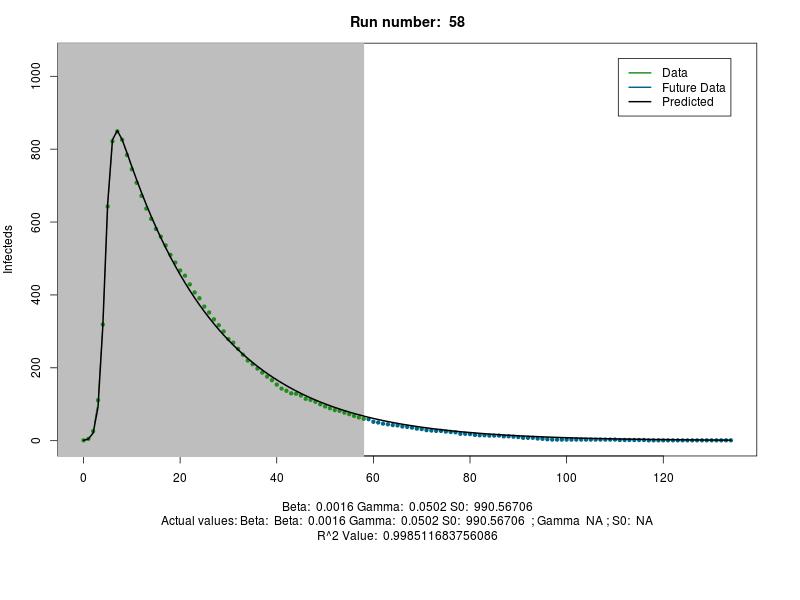 Run number: 58
1000
800
600
400
200
0
Infecteds
Data
Future Data
Predicted
0 20 40 60 80 100 120
Beta: 0.0016 Gamma: 0.0502 S0: 990.56706
Actual values: Beta: Beta: 0.0016 Gamma: 0.0502 S0: 990.56706 ; Gamma NA ; S0: NA
R^2 Value: 0.998511683756086